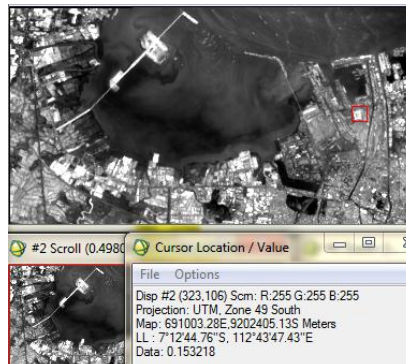 #2 Scroll (0.4980
Cursor Location / Value
File Options
Disp #2 (323,106) Scrn: R:255 G:255 B:255
Projection: UTM, Zone 49 South
Map: 691003.28E,9202405.13S Meters
LL : 7°12'44.76"S, 112°43'47.43"E
Data: 0.153218